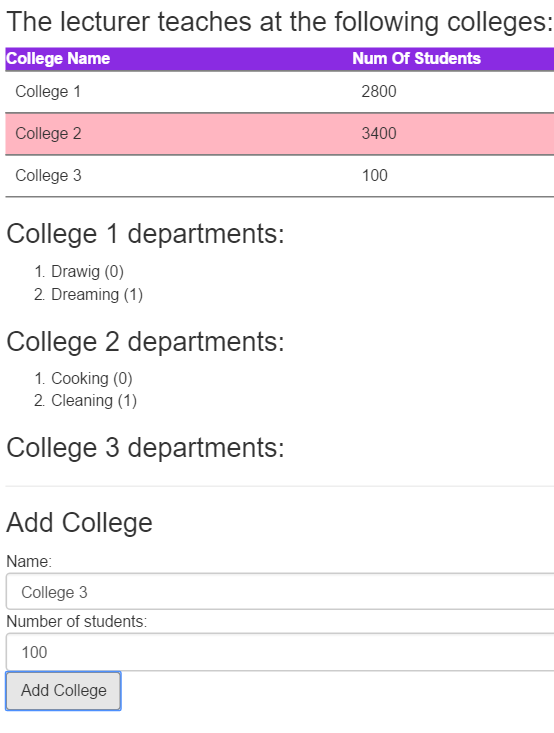 The lecturer teaches at the following colleges:
College Name Num Of Students
College 1 2800
College 2 3400
College 3 100
College 1 departments:
1. Drawig (0)
2. Dreaming (1)
College 2 departments:
1. Cooking (0)
2. Cleaning (1)
College 3 departments:
Add College
Name:
College 3
Number of students:
100
Add College